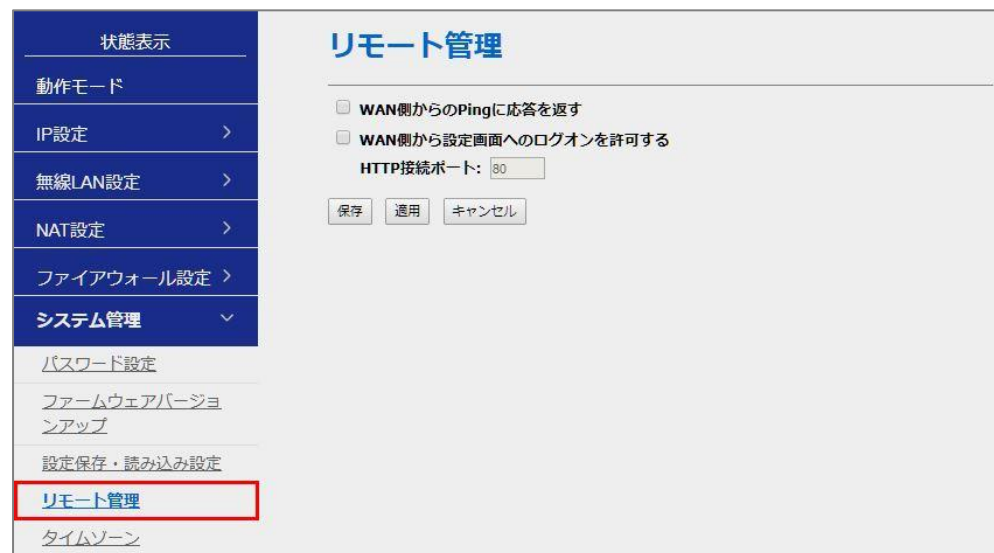 状態表示
動作モード
IP設定
無線LAN設定
NAT設定
ファイアウォール設定
システム管理
パスワード設定
ファームウェアバージョ
ンアップ
設定保存・読み込み設定
リモート管理
タイムゾーン
リモート管理
WAN側からのPingに応答を返す
WAN側から設定画面へのログオンを許可する
HTTP接続ポート: 80
保存 適用 キャンセル